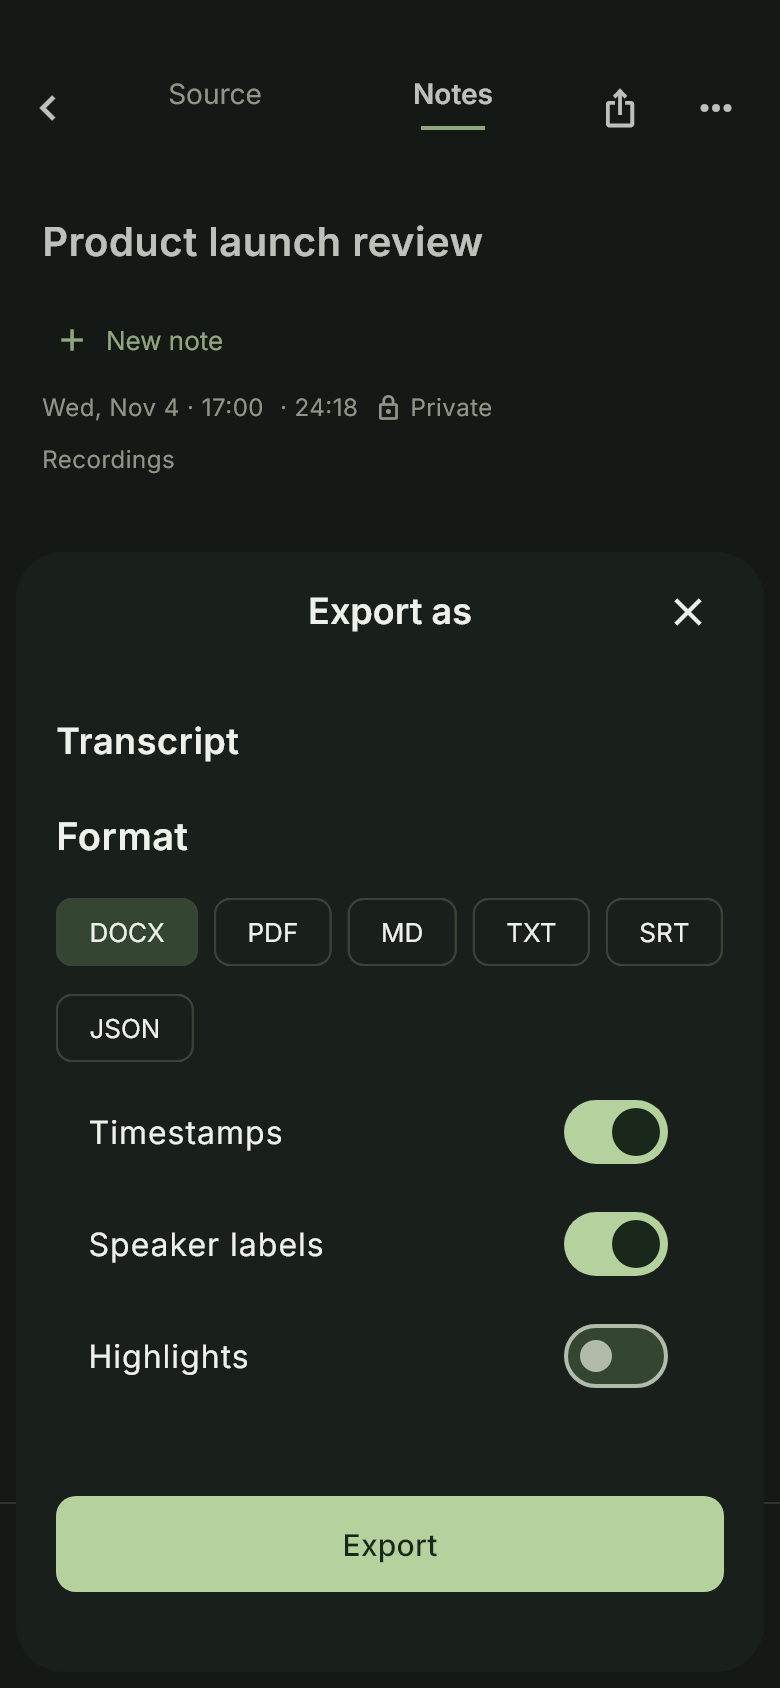 Source
Notes
Product launch review
New note
Wed, Nov 4 · 17:00 · 24:18 Private
Recordings
Export as
Transcript
Format
DOCX PDF MD TXT SRT
JSON
Timestamps
Speaker labels
Highlights
Export